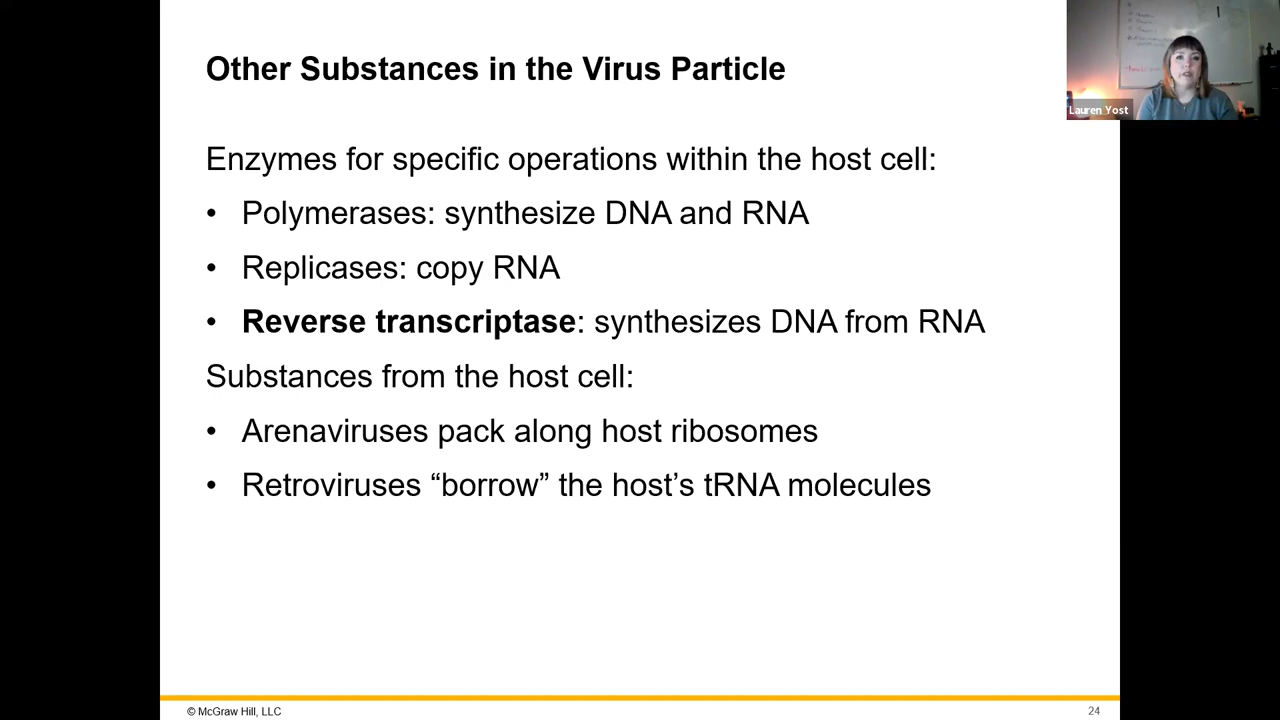 Other Substances in the Virus Particle
Lauren Yost
Enzymes for specific operations within the host cell:
• Polymerases: synthesize DNA and RNA
• Replicases: copy RNA
• Reverse transcriptase: synthesizes DNA from RNA
Substances from the host cell:
• Arenaviruses pack along host ribosomes
• Retroviruses “borrow” the host’s tRNA molecules
© McGraw Hill, LLC
24